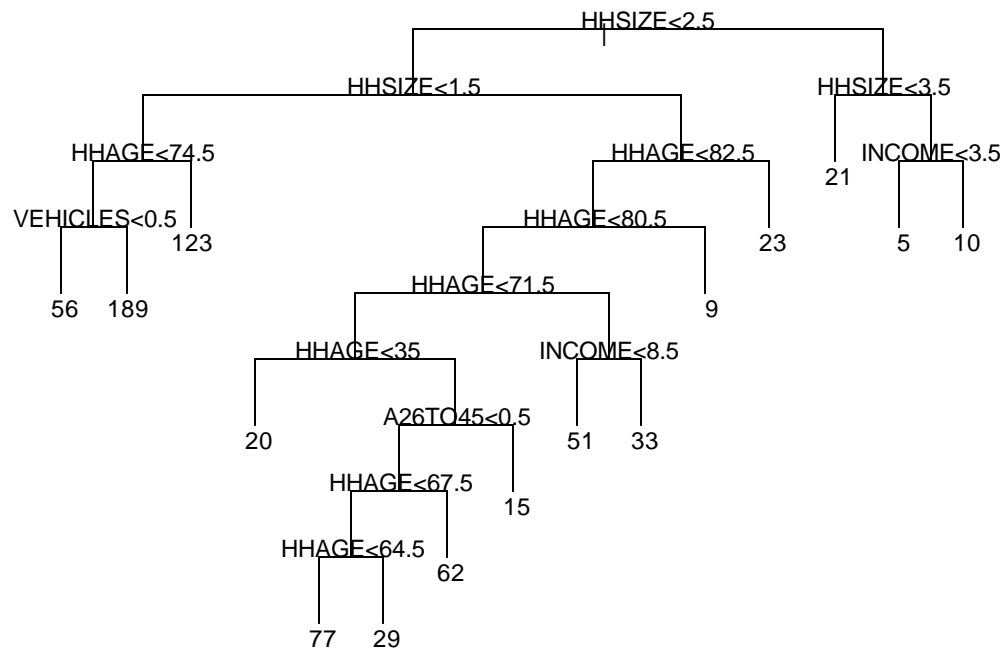 HHSIZE<2.5
HHSIZE<1.5
HHSIZE<3.5
HHAGE<74.5
HHAGE<82.5
21
INCOME<3.5
VEHICLES<0.5
123
HHAGE<80.5
23
5
10
56
189
HHAGE<71.5
9
HHAGE<35
INCOME<8.5
20
A26TO45<0.5
51
33
HHAGE<67.5
15
HHAGE<64.5
62
77
29